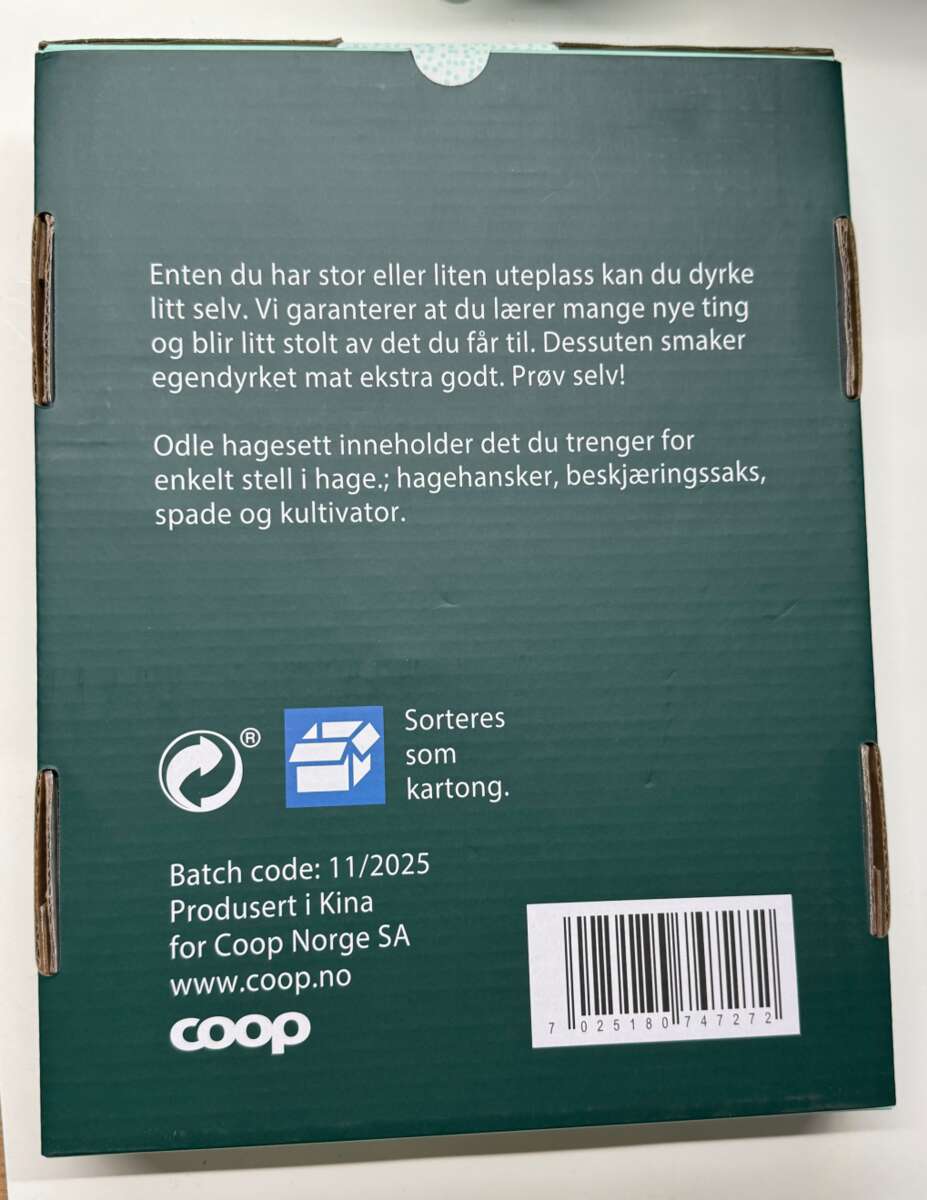 Enten du har stor eller liten uteplass kan du dyrke
litt selv. Vi garanterer at du lærer mange nye ting
og blir litt stolt av det du får til. Dessuten smaker
egendyrket mat ekstra godt. Prøv selv!
Odle hagesett inneholder det du trenger for
enkelt stell i hage.; hagehansker, beskjæringssaks,
spade og kultivator.
®
Sorteres
som
kartong.
Batch code: 11/2025
Produsert i Kina
for Coop Norge SA
www.coop.no
coop
7 025180 747272